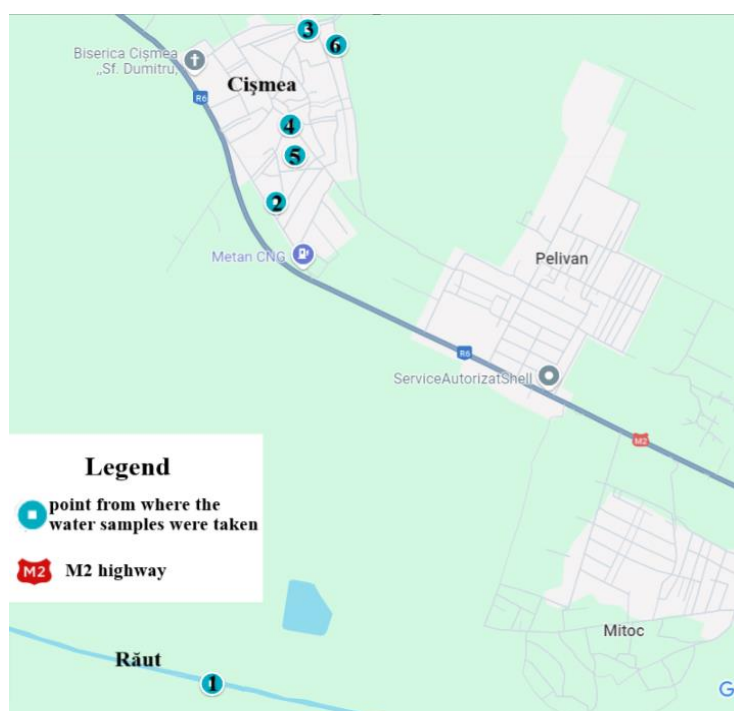 3
6
Biserica Cișmea
„Sf. Dumitru,
Cişmea
R6
4
5
2
Metan CNG
Pelivan
R6
ServiceAutorizatShell
M2
Legend
point from where the
water samples were taken
M2 M2 highway
Mitoc
Răut
1
G